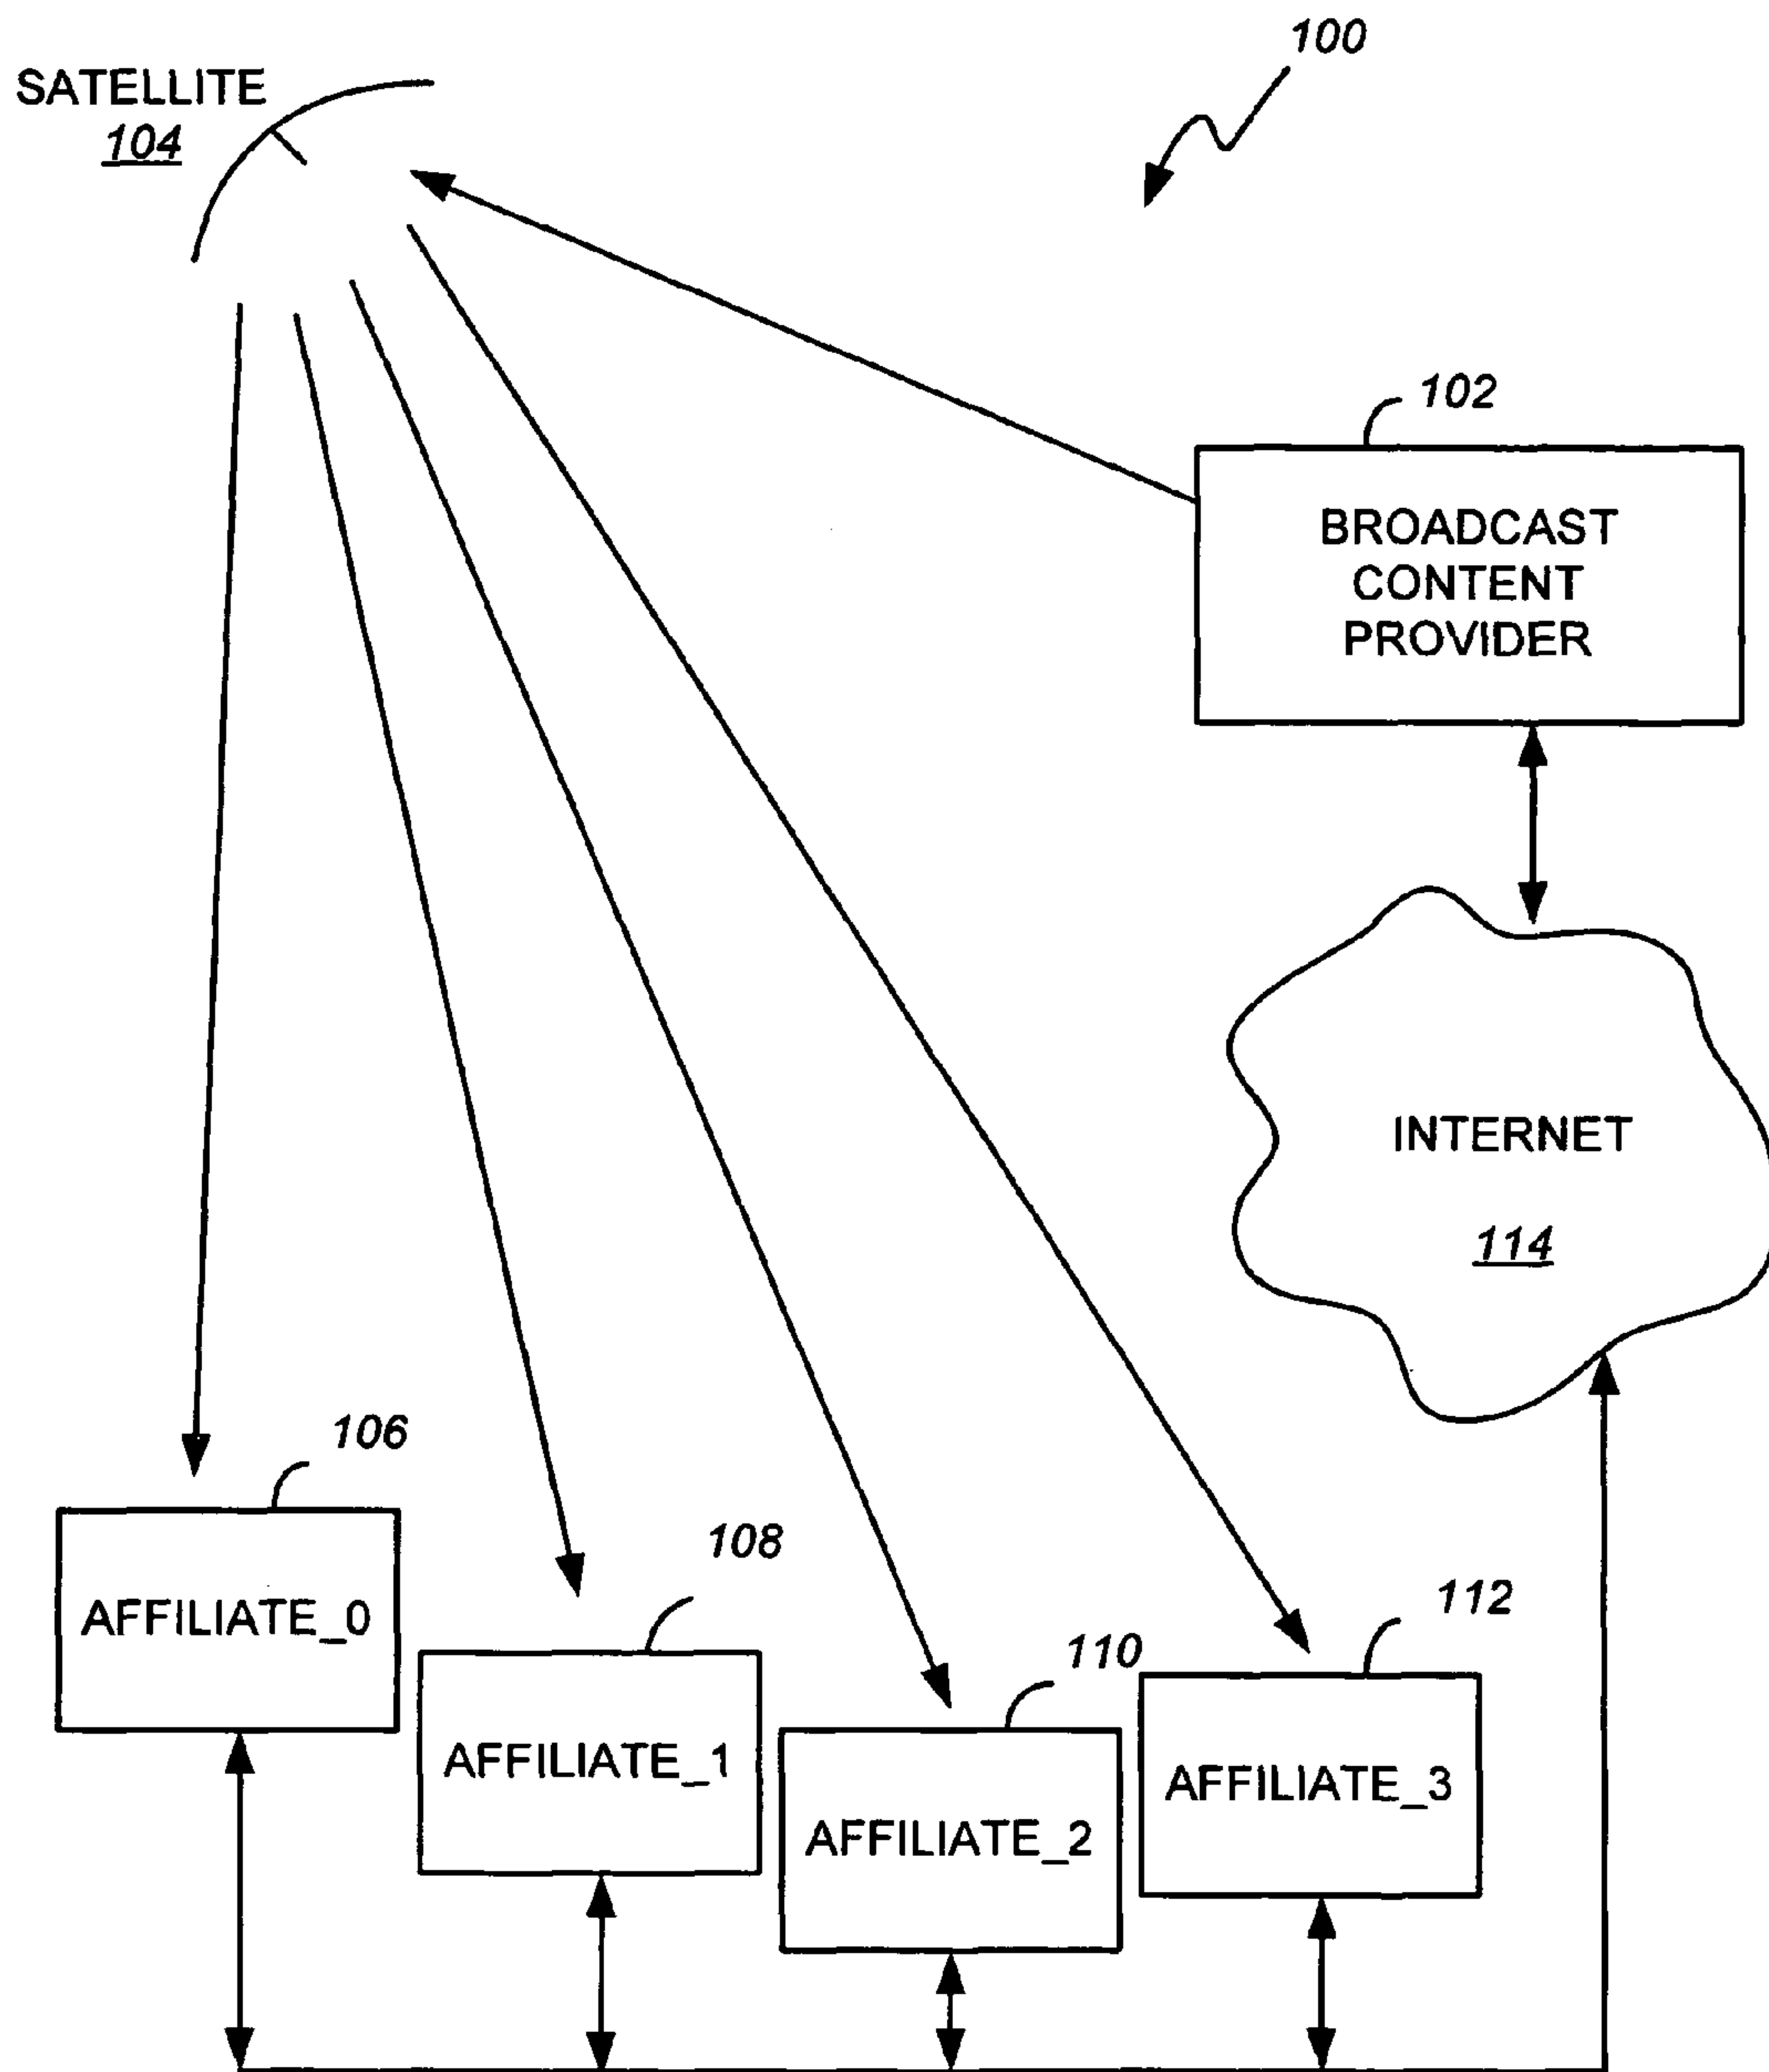 100
SATELLITE
104
102
BROADCAST
CONTENT
PROVIDER
INTERNET
114
106
AFFILIATE_0
108
AFFILIATE_1
110
AFFILIATE_2
112
AFFILIATE_3